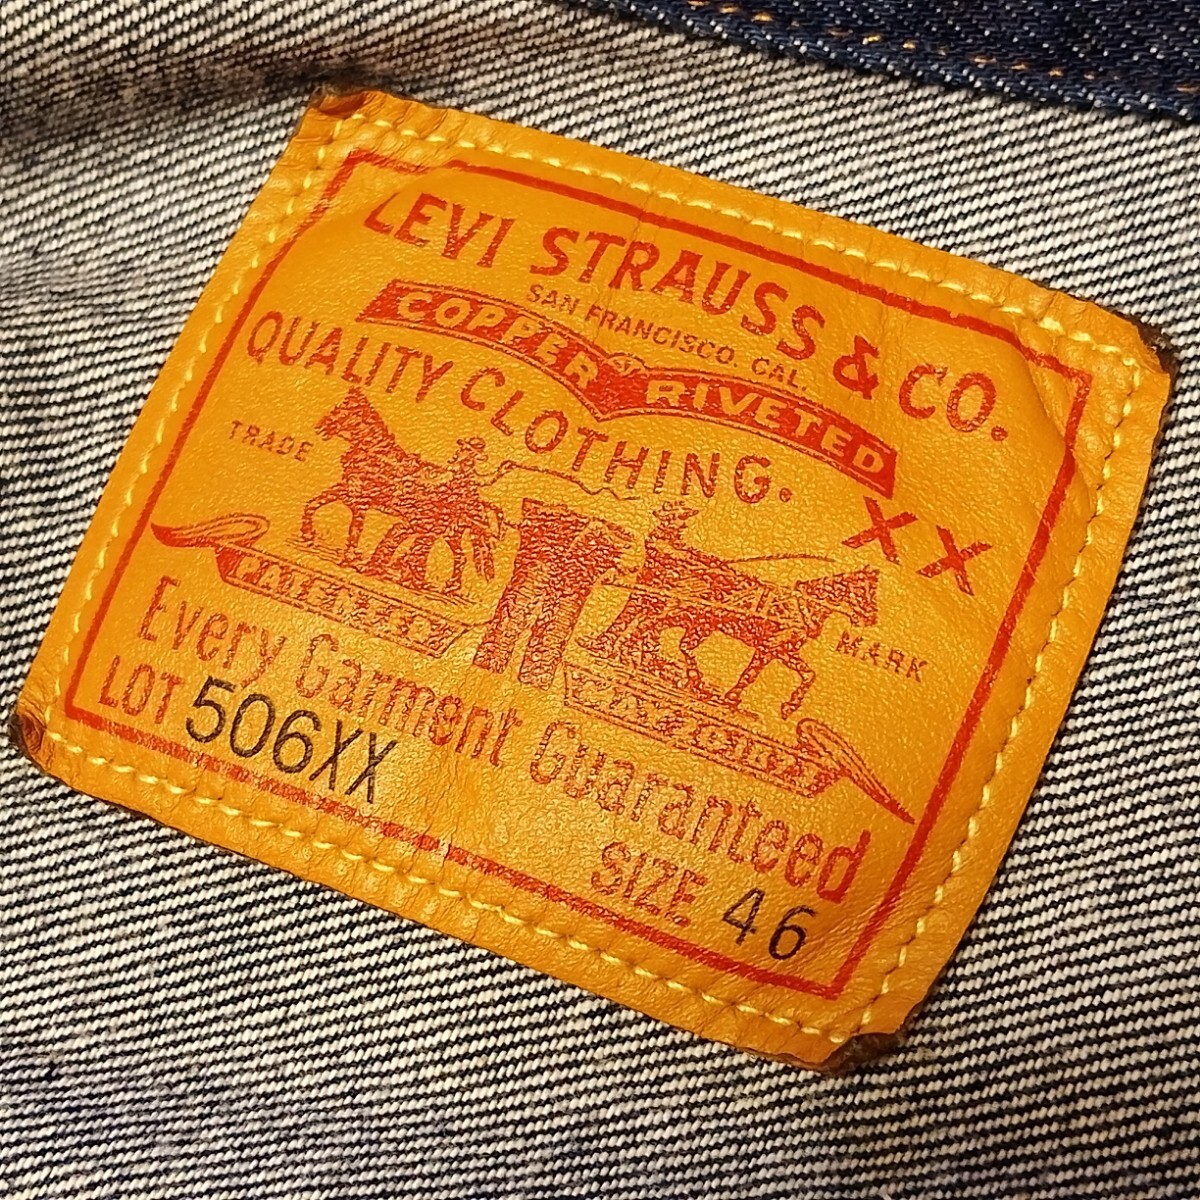 LEVI STRAUSS & CO.
SAN FRANCISCO. CAL.
COPPER RIVETED
QUALITY CLOTHING.
XX
TRADE
MARK
Every Garment Guaranteed
LOT 506XX
SIZE 46